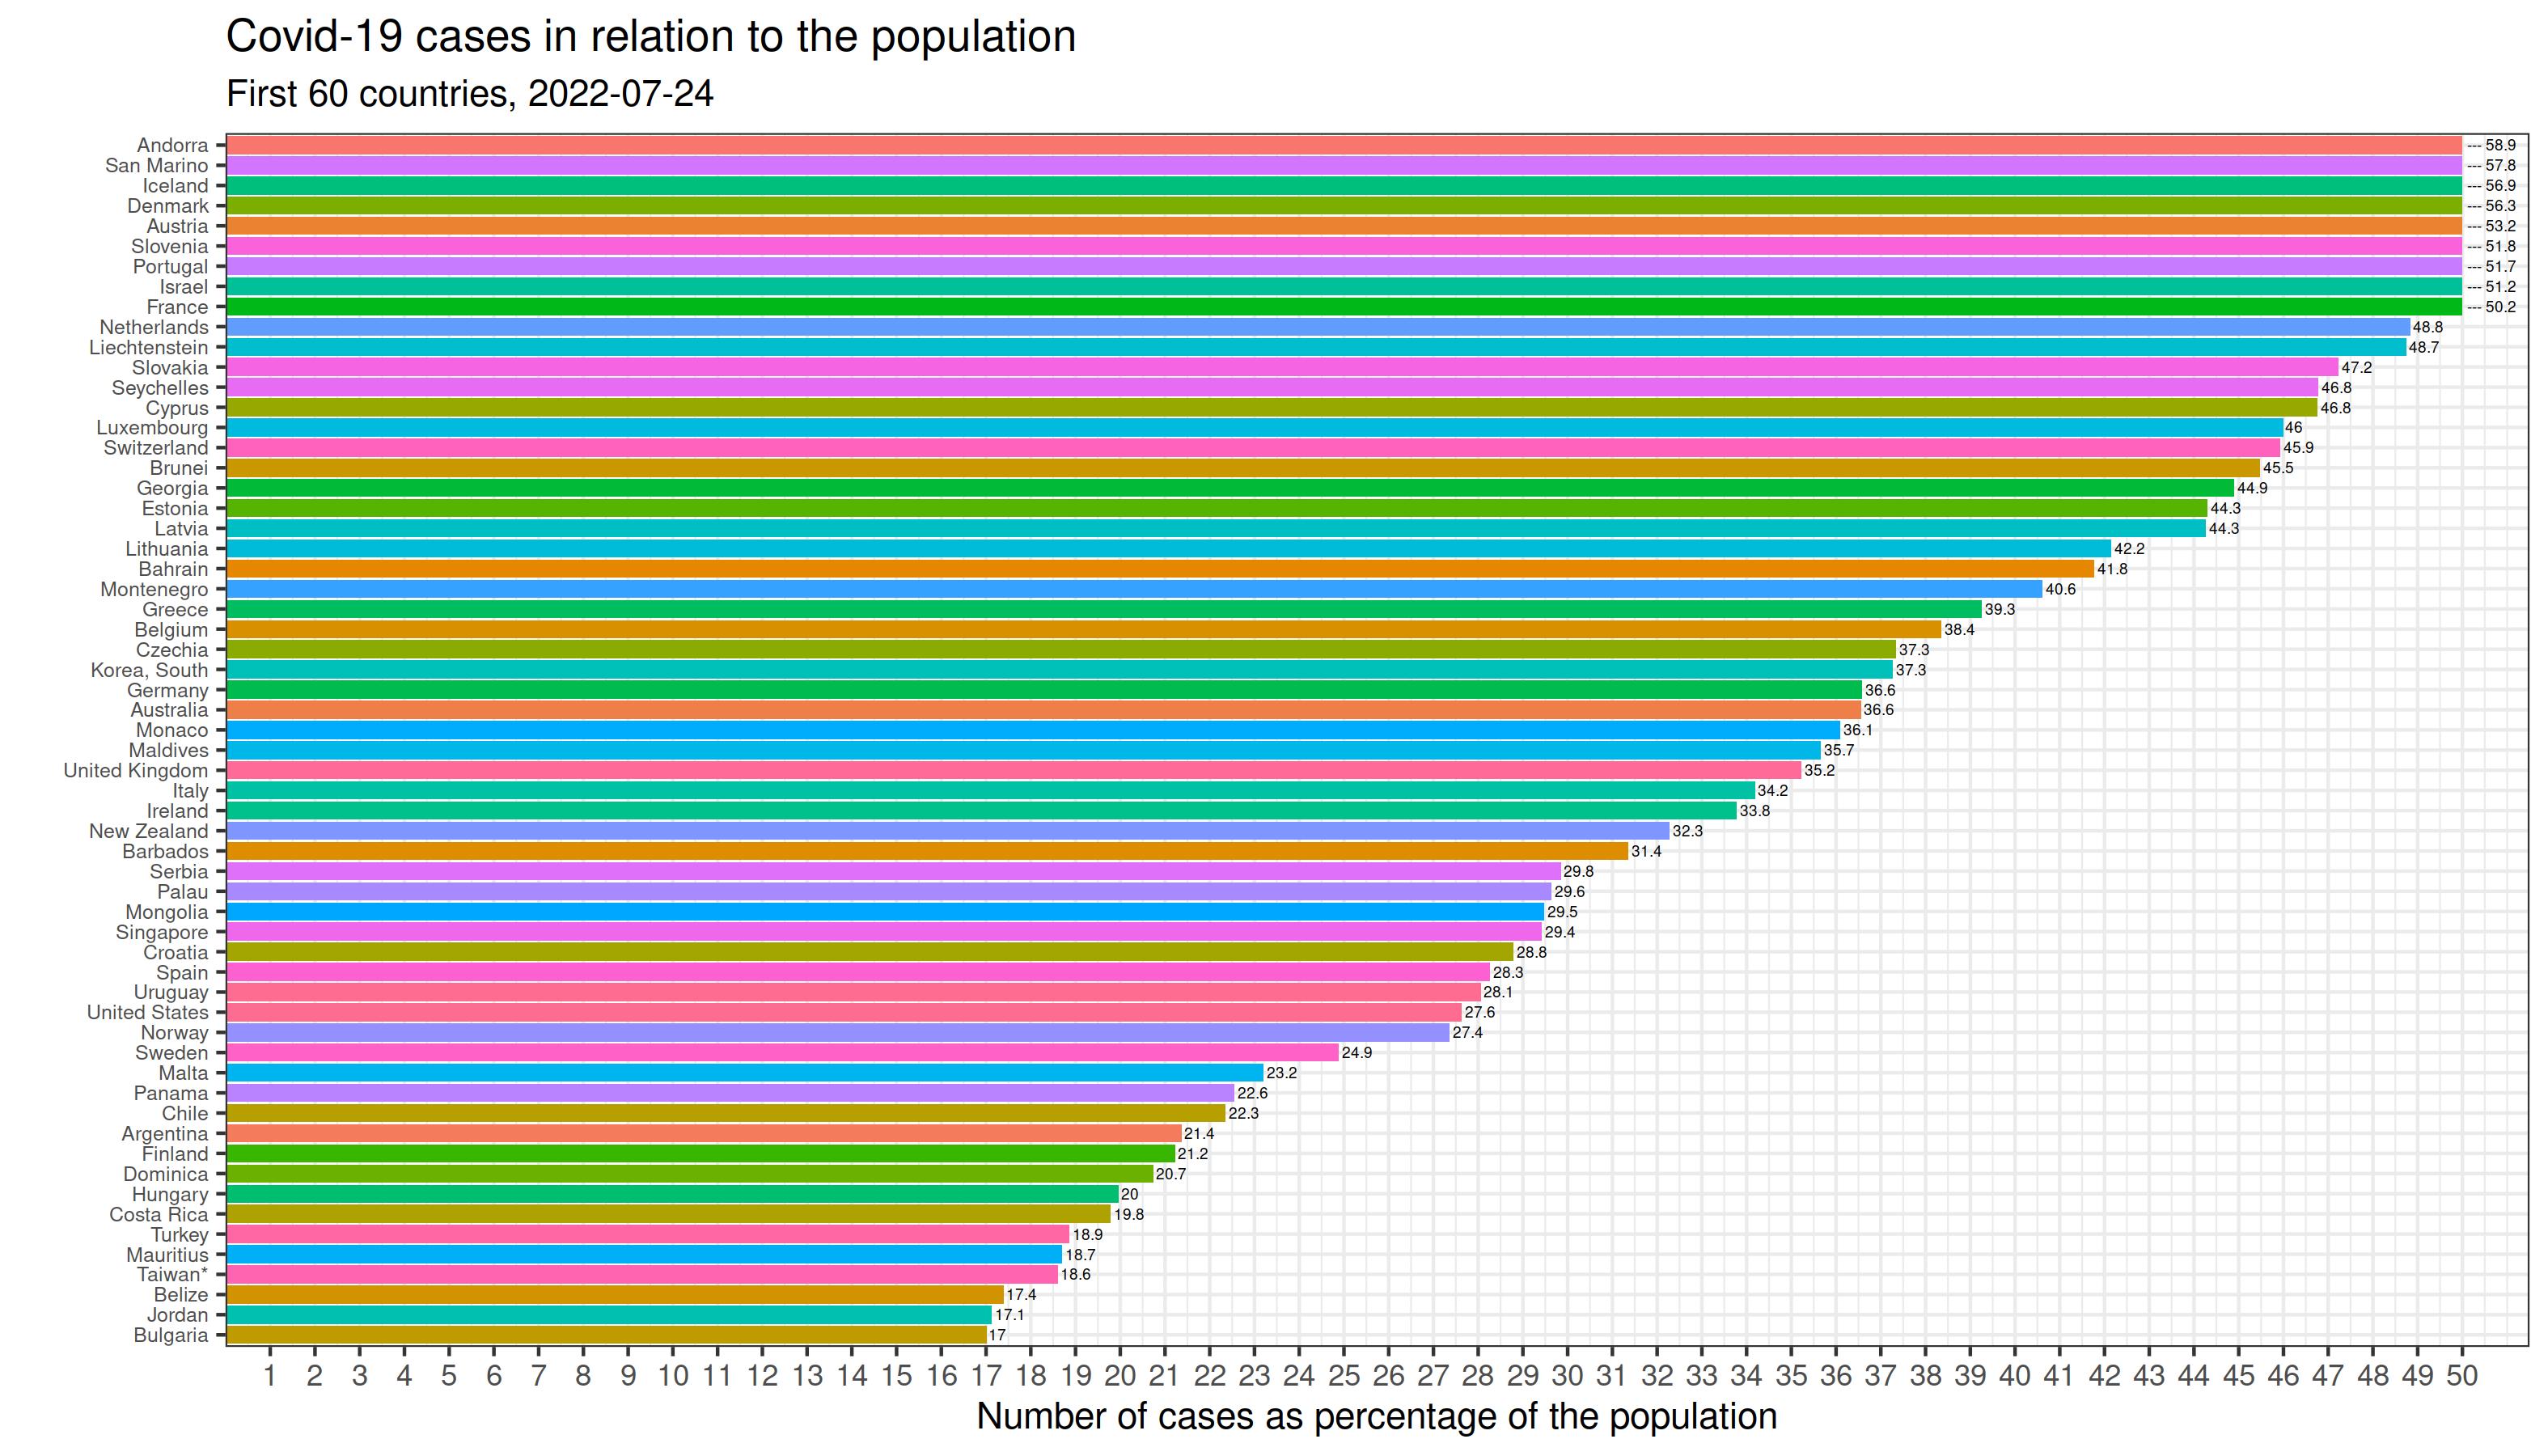 Covid-19 cases in relation to the population
First 60 countries, 2022-07-24
Andorra --- 58.9
San Marino --- 57.8
Iceland --- 56.9
Denmark --- 56.3
Austria --- 53.2
Slovenia --- 51.8
Portugal --- 51.7
Israel --- 51.2
France --- 50.2
Netherlands 48.8
Liechtenstein 48.7
Slovakia 47.2
Seychelles 46.8
Cyprus 46.8
Luxembourg 46
Switzerland 45.9
Brunei 45.5
Georgia 44.9
Estonia 44.3
Latvia 44.3
Lithuania 42.2
Bahrain 41.8
Montenegro 40.6
Greece 39.3
Belgium 38.4
Czechia 37.3
Korea, South 37.3
Germany 36.6
Australia 36.6
Monaco 36.1
Maldives 35.7
United Kingdom 35.2
Italy 34.2
Ireland 33.8
New Zealand 32.3
Barbados 31.4
Serbia 29.8
Palau 29.6
Mongolia 29.5
Singapore 29.4
Croatia 28.8
Spain 28.3
Uruguay 28.1
United States 27.6
Norway 27.4
Sweden 24.9
Malta 23.2
Panama 22.6
Chile 22.3
Argentina 21.4
Finland 21.2
Dominica 20.7
Hungary 20
Costa Rica 19.8
Turkey 18.9
Mauritius 18.7
Taiwan* 18.6
Belize 17.4
Jordan 17.1
Bulgaria 17
1 2 3 4 5 6 7 8 9 10 11 12 13 14 15 16 17 18 19 20 21 22 23 24 25 26 27 28 29 30 31 32 33 34 35 36 37 38 39 40 41 42 43 44 45 46 47 48 49 50
Number of cases as percentage of the population